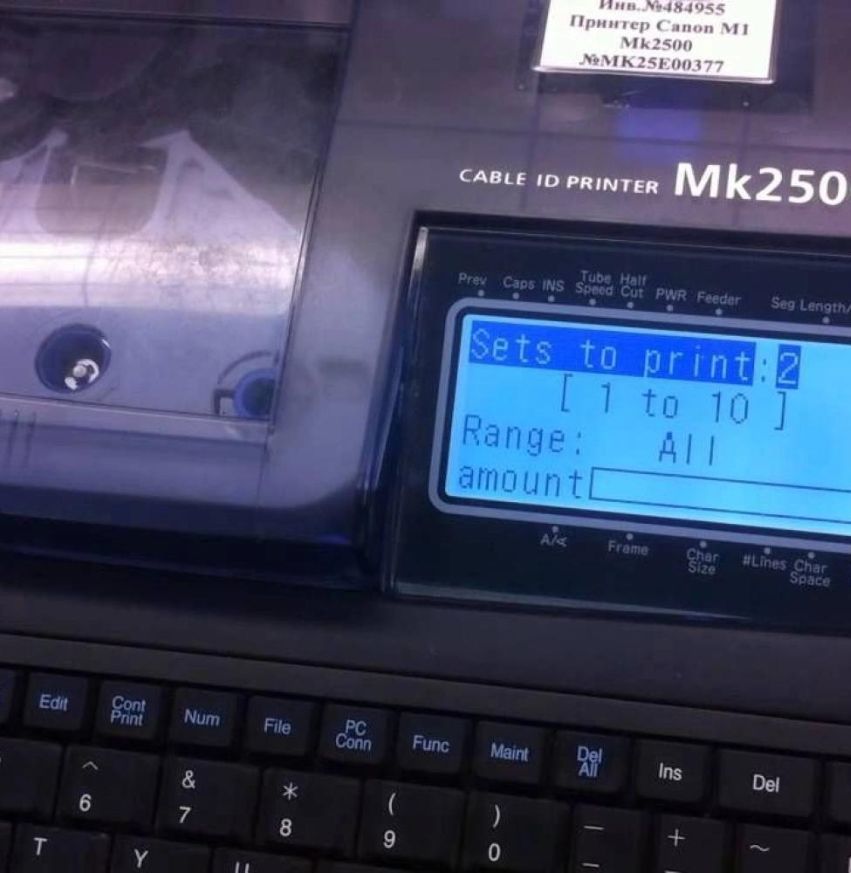 Инв.№484955
Принтер Canon M1
Mk2500
№MK25E00377
CABLE ID PRINTER Mk250
Prev Caps INS Tube Speed Half Cut PWR Feeder Seg Length/
Sets to print:2
[ 1 to 10 ]
Range: All
amount
A/∢ Frame Char Size #Lines Char Space
Edit Cont Print Num File PC Conn Func Maint Del All Ins Del
^ & * ( ) — + ~
6 7 8 9 0 –
T Y U